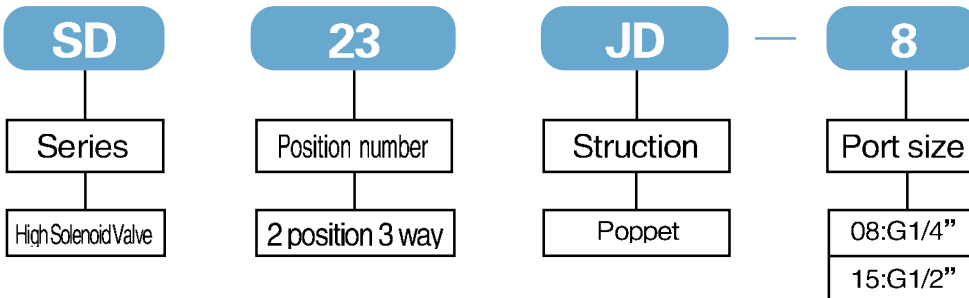 SD 23 JD — 8
Series Position number Struction Port size
High Solenoid Valve 2 position 3 way Poppet 08:G1/4”
15:G1/2”